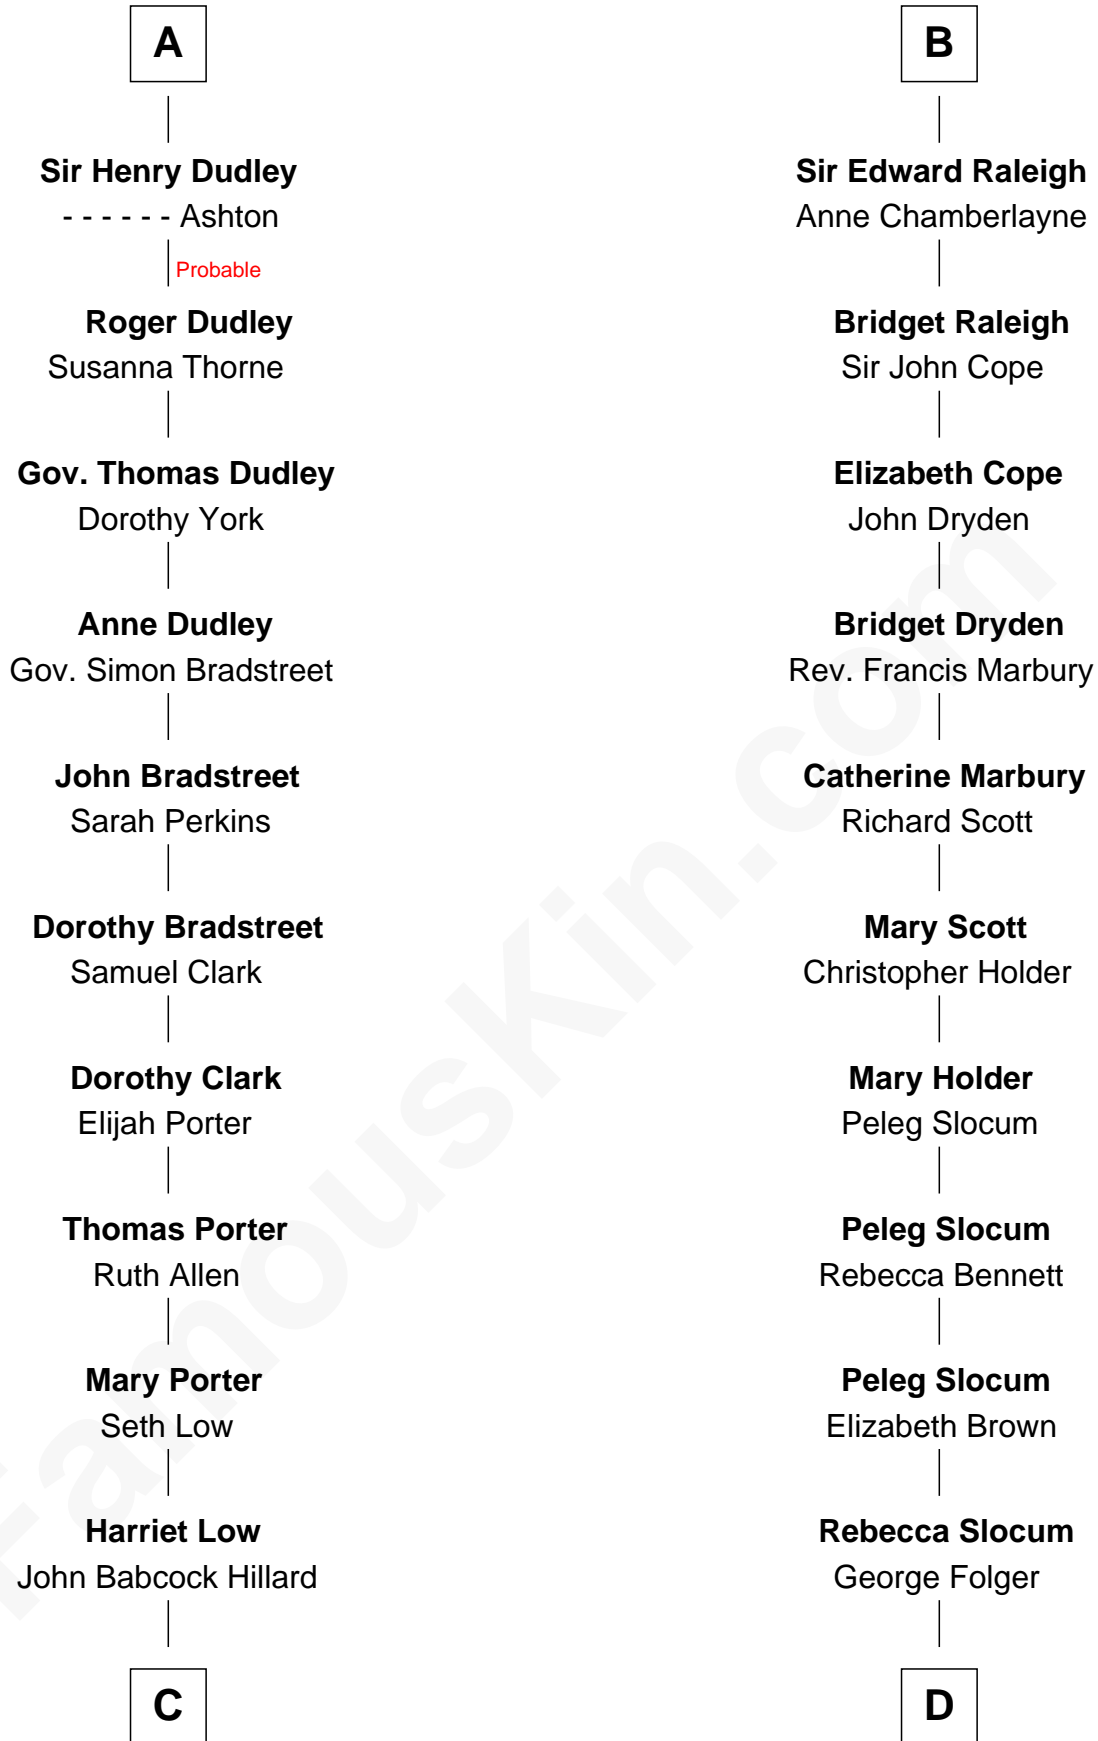 A
Sir Henry Dudley
- - - - - - Ashton
Probable
Roger Dudley
Susanna Thorne
Gov. Thomas Dudley
Dorothy York
Anne Dudley
Gov. Simon Bradstreet
John Bradstreet
Sarah Perkins
Dorothy Bradstreet
Samuel Clark
Dorothy Clark
Elijah Porter
Thomas Porter
Ruth Allen
Mary Porter
Seth Low
Harriet Low
John Babcock Hillard
C
B
Sir Edward Raleigh
Anne Chamberlayne
Bridget Raleigh
Sir John Cope
Elizabeth Cope
John Dryden
Bridget Dryden
Rev. Francis Marbury
Catherine Marbury
Richard Scott
Mary Scott
Christopher Holder
Mary Holder
Peleg Slocum
Peleg Slocum
Rebecca Bennett
Peleg Slocum
Elizabeth Brown
Rebecca Slocum
George Folger
D
FamousKin.com